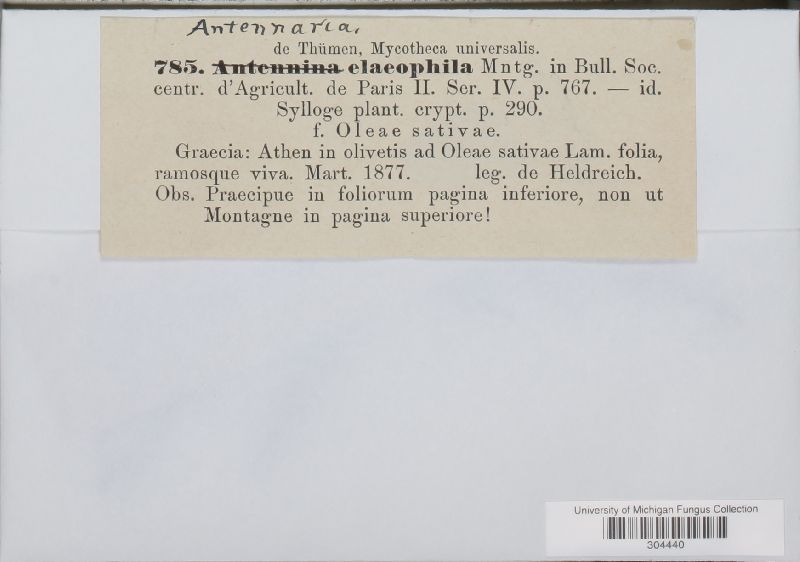 Antennaria,
de Thümen, Mycotheca universalis.
785. Antennina elaeophila Mntg. in Bull. Soc.
centr. d'Agricult. de Paris II. Ser. IV. p. 767. — id.
Sylloge plant. crypt. p. 290.
f. Oleae sativae.
Graecia: Athen in olivetis ad Oleae sativae Lam. folia,
ramosque viva. Mart. 1877. leg. de Heldreich.
Obs. Praecipue in foliorum pagina inferiore, non ut
Montagne in pagina superiore!
University of Michigan Fungus Collection
304440